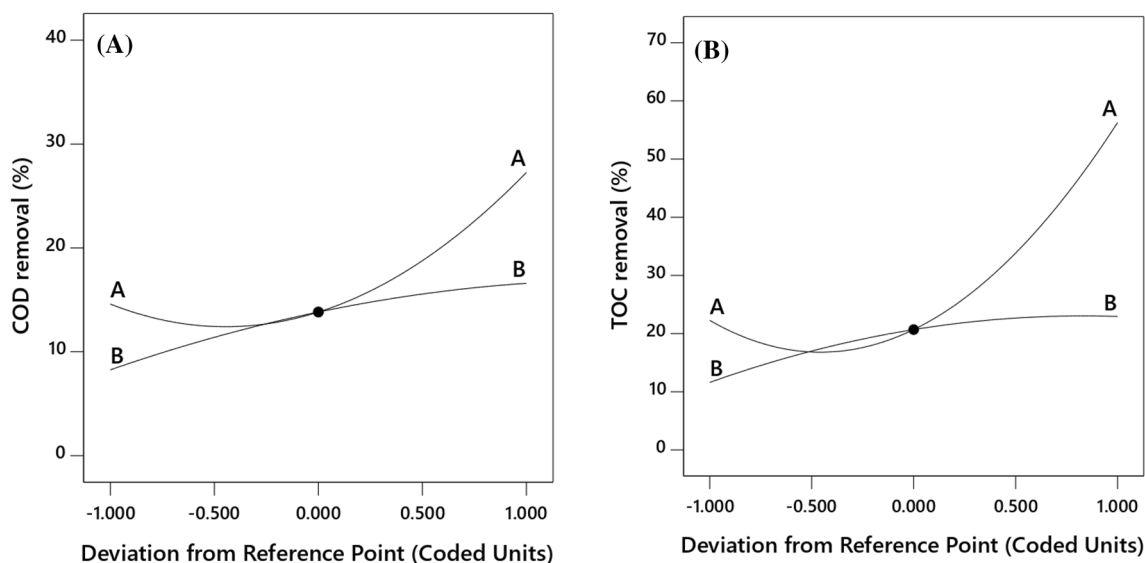 (A)
COD removal (%)
40
30
20
10
0
A
A
B
B
-1.000
-0.500
0.000
0.500
1.000
Deviation from Reference Point (Coded Units)
(B)
TOC removal (%)
70
60
50
40
30
20
10
0
A
A
B
B
-1.000
-0.500
0.000
0.500
1.000
Deviation from Reference Point (Coded Units)